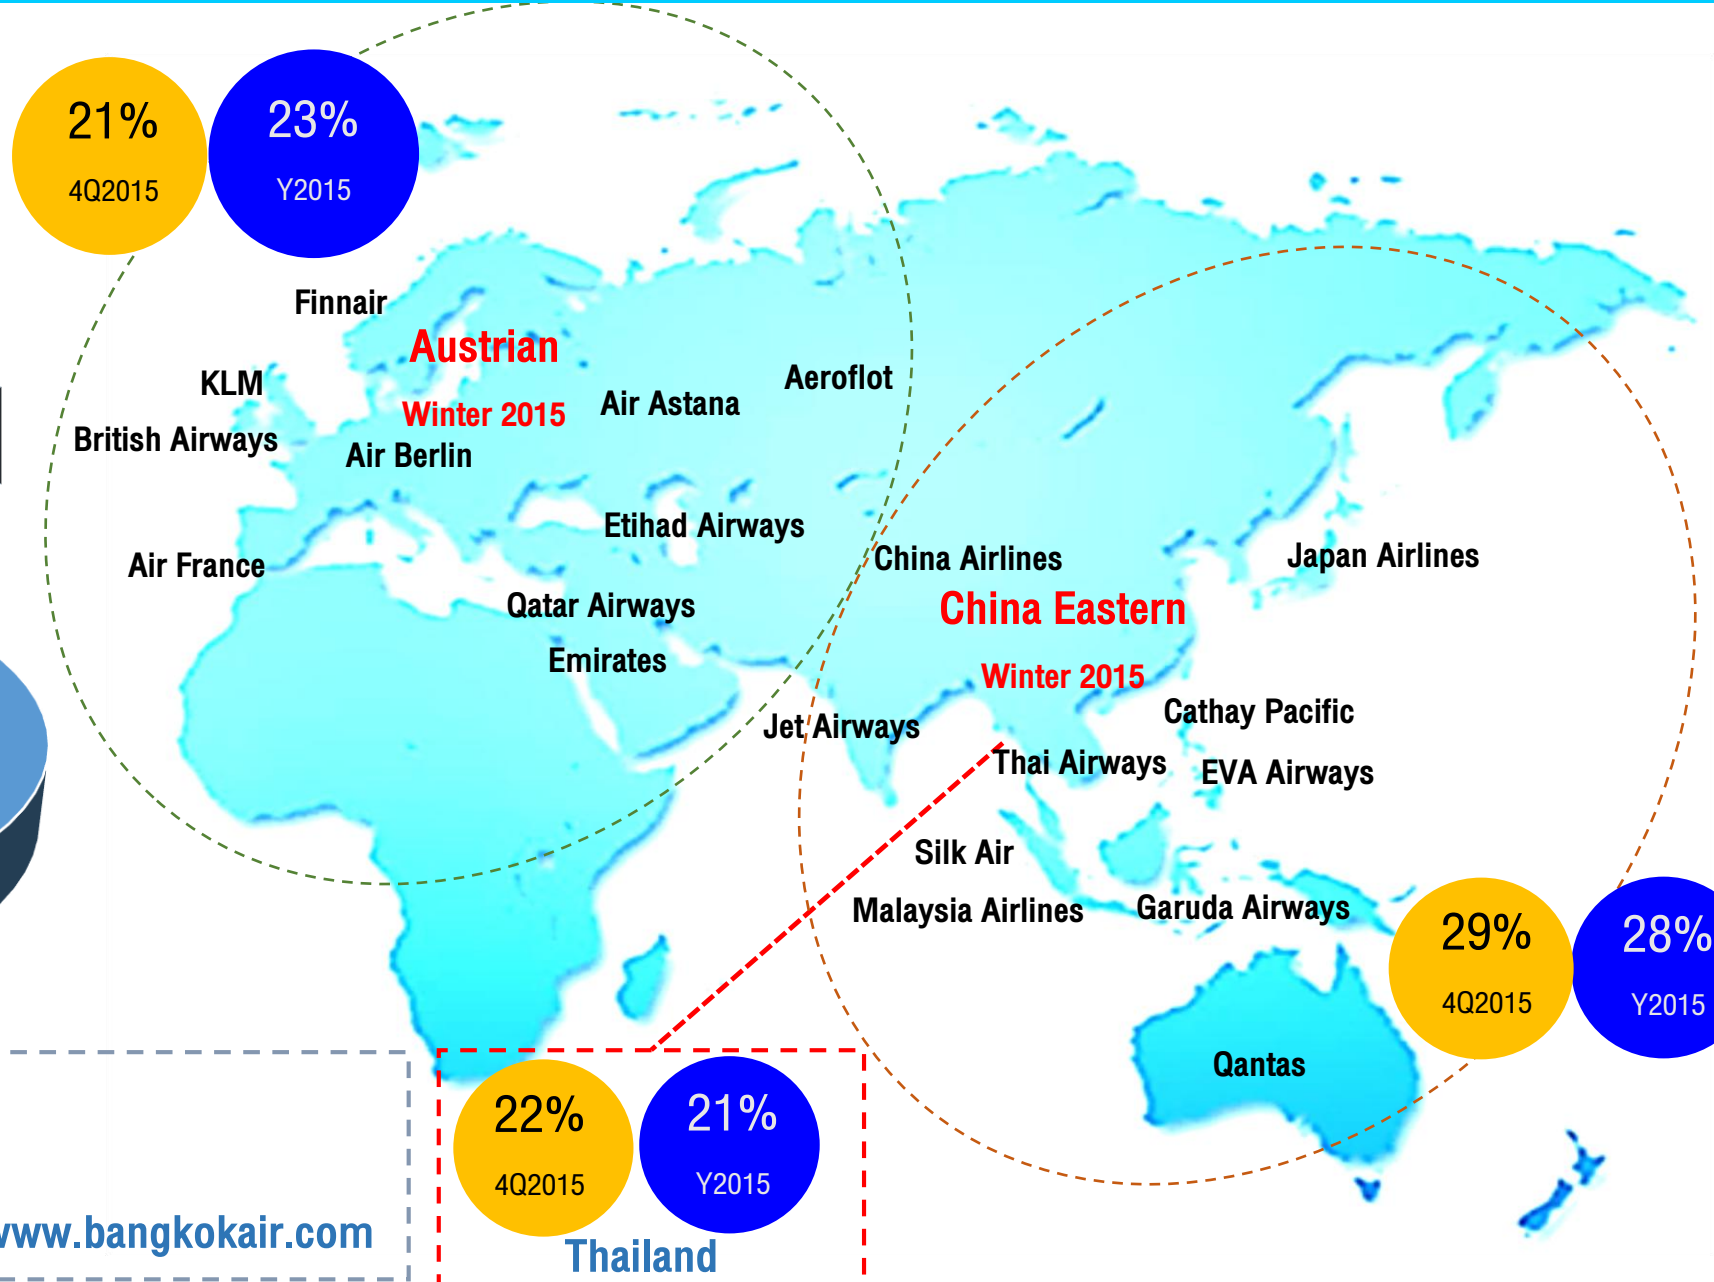 21%
4Q2015
23%
Y2015
Finnair
Austrian
Winter 2015
KLM
British Airways
Air Berlin
Air Astana
Aeroflot
Air France
Etihad Airways
Qatar Airways
Emirates
China Airlines
China Eastern
Winter 2015
Japan Airlines
Jet Airways
Thai Airways
Cathay Pacific
EVA Airways
Silk Air
Malaysia Airlines
Garuda Airways
Qantas
29%
4Q2015
28%
Y2015
22%
4Q2015
21%
Y2015
Thailand
www.bangkokair.com